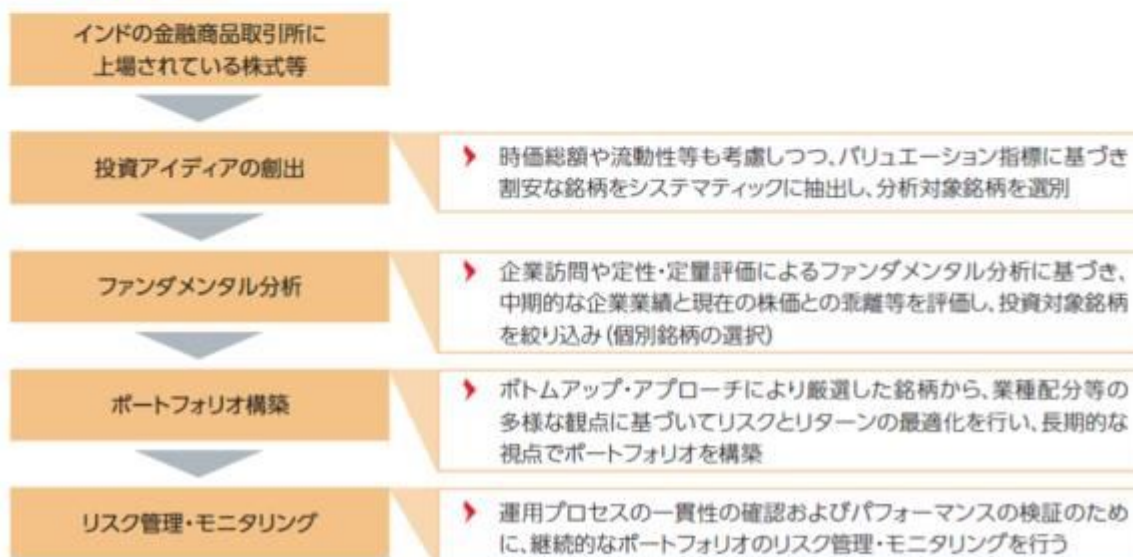 インドの金融商品取引所に
上場されている株式等
投資アイディアの創出
時価総額や流動性等も考慮しつつ、バリュエーション指標に基づき
割安な銘柄をシステマティックに抽出し、分析対象銘柄を選別
ファンダメンタル分析
企業訪問や定性・定量評価によるファンダメンタル分析に基づき、
中期的な企業業績と現在の株価との乖離等を評価し、投資対象銘柄
を絞り込み(個別銘柄の選択)
ポートフォリオ構築
ボトムアップ・アプローチにより厳選した銘柄から、業種配分等の
多様な観点に基づいてリスクとリターンの最適化を行い、長期的な
視点でポートフォリオを構築
リスク管理・モニタリング
運用プロセスの一貫性の確認およびパフォーマンスの検証のため
に、継続的なポートフォリオのリスク管理・モニタリングを行う